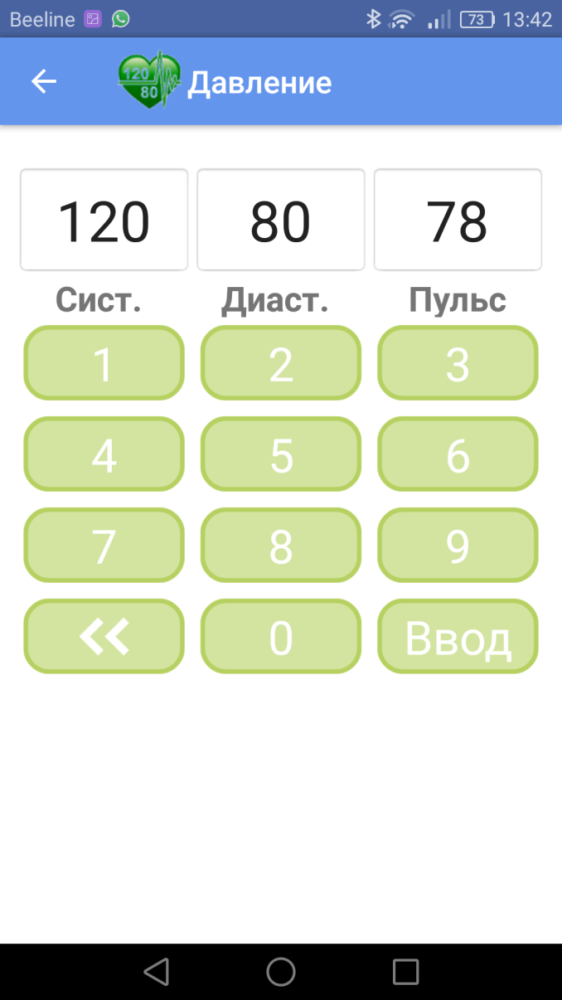 Beeline 73 13:42
120
80
Давление
120 80 78
Сист. Диаст. Пульс
1 2 3
4 5 6
7 8 9
0 Ввод